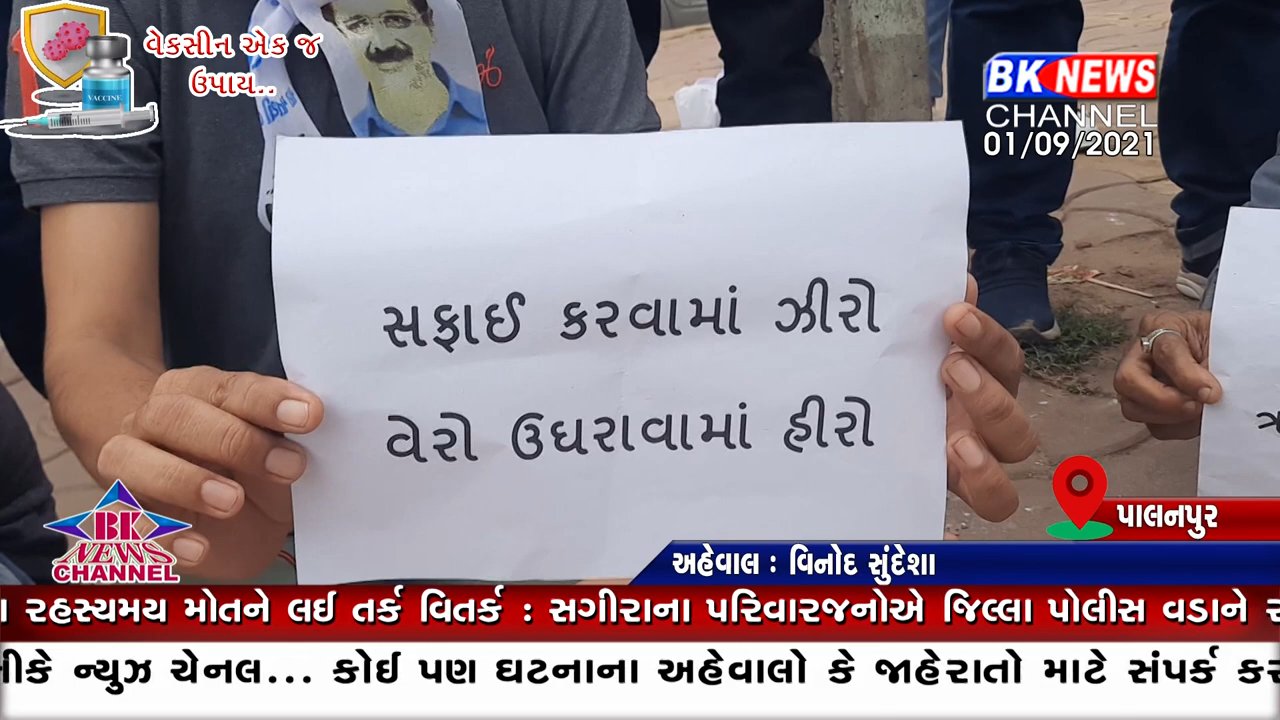 વેકસીન એક જ
ઉપાય..
VACCINE
BK NEWS
CHANNEL
01/09/2021
સફાઈ કરવામાં ઝીરો
વેરો ઉઘરાવવામાં હીરો
પાલનપુર
અહેવાલ : વિનોદ સુંદેશા
BK
NEWS
CHANNEL
રહસ્યમય મોતને લઇ તર્ક વિતર્ક : સગીરાના પરિવારજનોએ જિલ્લા પોલીસ વડાને
ન્યુઝ ચેનલ... કોઈ પણ ઘટનાના અહેવાલો કે જાહેરાતો માટે સંપર્ક